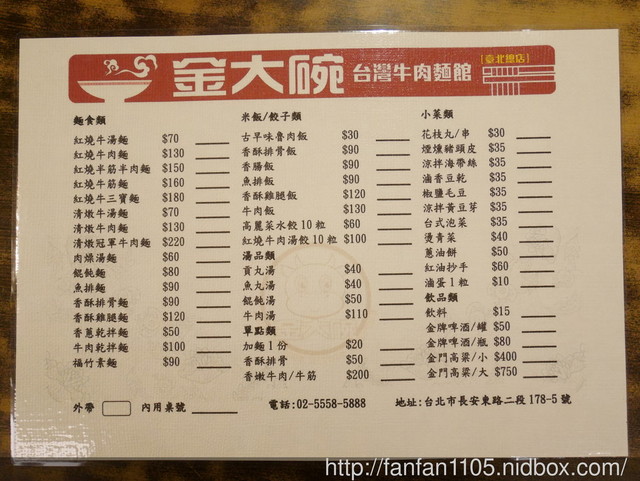 金大碗 台灣牛肉麵館 [臺北總店]
麵食類
紅燒牛湯麵 $70
紅燒牛肉麵 $130
紅燒半筋半肉麵 $150
紅燒牛筋麵 $160
紅燒牛三寶麵 $180
清燉牛湯麵 $70
清燉牛肉麵 $130
清燉冠軍牛肉麵 $220
肉燥湯麵 $60
餛飩麵 $80
魚排麵 $90
香酥排骨麵 $90
香酥雞腿麵 $120
香蔥乾拌麵 $50
牛肉乾拌麵 $100
福竹素麵 $90
米飯/餃子類
古早味魯肉飯 $30
香酥排骨飯 $90
香腸飯 $90
魚排飯 $90
香酥雞腿飯 $120
牛肉飯 $130
高麗菜水餃10粒 $60
紅燒牛肉湯餃10粒 $100
湯品類
貢丸湯 $40
魚丸湯 $40
餛飩湯 $50
牛肉湯 $110
單點類
加麵1份 $20
香酥排骨 $50
香嫩牛肉/牛筋 $200
小菜類
花枝丸/串 $30
煙燻豬頭皮 $35
涼拌海帶絲 $35
滷香豆乾 $35
椒鹽毛豆 $35
涼拌黃豆芽 $35
台式泡菜 $35
燙青菜 $40
蔥油餅 $50
紅油抄手 $60
滷蛋1粒 $10
飲品類
飲料 $15
金牌啤酒/罐 $50
金牌啤酒/瓶 $80
金門高粱/小 $400
金門高粱/大 $750
外帶 內用桌號 電話:02-5558-5888 地址:台北市長安東路二段178-5號
http://fanfan1105.nidbox.com/